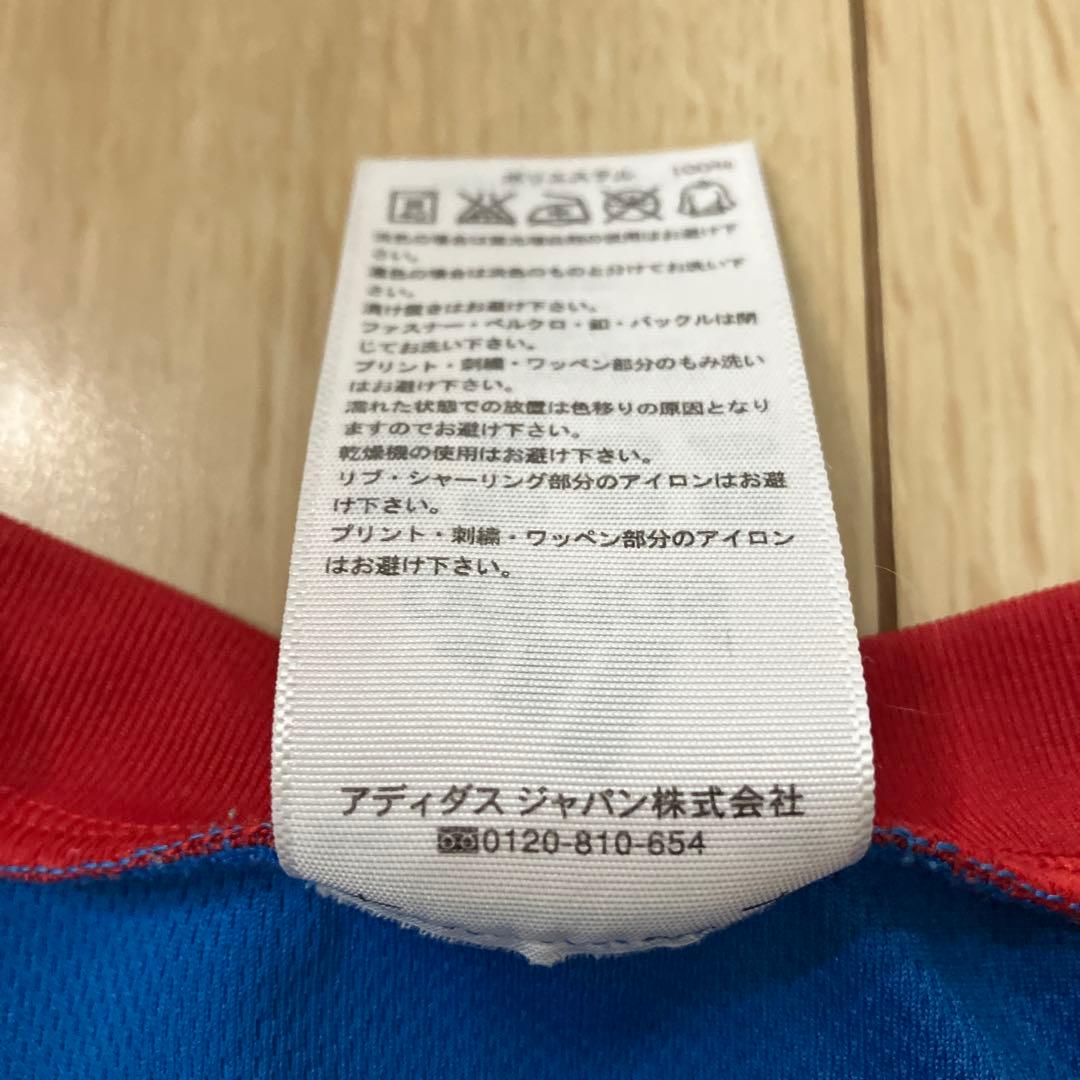 ポリエステル 100%
淡色の場合は蛍光増白剤の使用はお避け下
さい。
濃色の場合は淡色のものと分けてお洗い下
さい。
漬け置きはお避け下さい。
ファスナー・ベルクロ・釦・バックルは閉
じてお洗い下さい。
プリント・刺繍・ワッペン部分のもみ洗い
はお避け下さい。
濡れた状態での放置は色移りの原因となり
ますのでお避け下さい。
乾燥機の使用はお避け下さい。
リブ・シャーリング部分のアイロンはお避
け下さい。
プリント・刺繍・ワッペン部分のアイロン
はお避け下さい。
アディダス ジャパン株式会社
0120-810-654